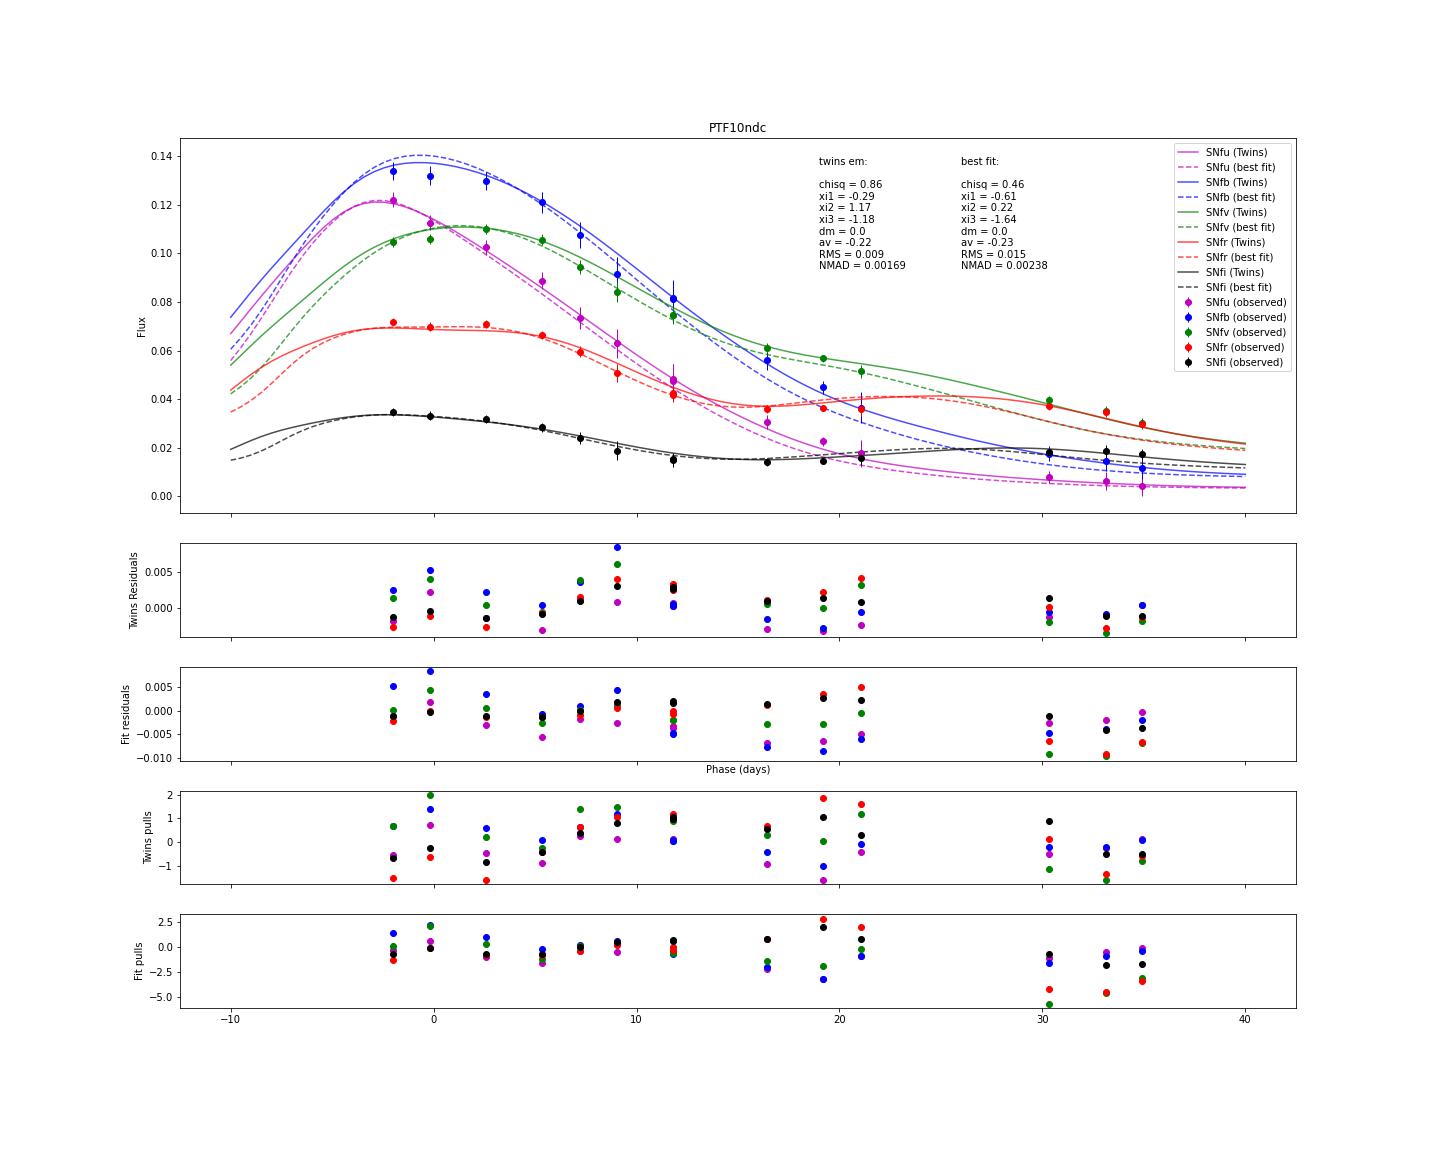 PTF10ndc
Flux
0.14
0.12
0.10
0.08
0.06
0.04
0.02
0.00
twins em:
chisq = 0.86
xi1 = -0.29
xi2 = 1.17
xi3 = -1.18
dm = 0.0
av = -0.22
RMS = 0.009
NMAD = 0.00169
best fit:
chisq = 0.46
xi1 = -0.61
xi2 = 0.22
xi3 = -1.64
dm = 0.0
av = -0.23
RMS = 0.015
NMAD = 0.00238
SNfu (Twins)
SNfu (best fit)
SNfb (Twins)
SNfb (best fit)
SNfv (Twins)
SNfv (best fit)
SNfr (Twins)
SNfr (best fit)
SNfi (Twins)
SNfi (best fit)
SNfu (observed)
SNfb (observed)
SNfv (observed)
SNfr (observed)
SNfi (observed)
Twins Residuals
0.005
0.000
Fit residuals
0.005
0.000
−0.005
−0.010
Phase (days)
Twins pulls
2
1
0
−1
Fit pulls
2.5
0.0
−2.5
−5.0
−10
0
10
20
30
40